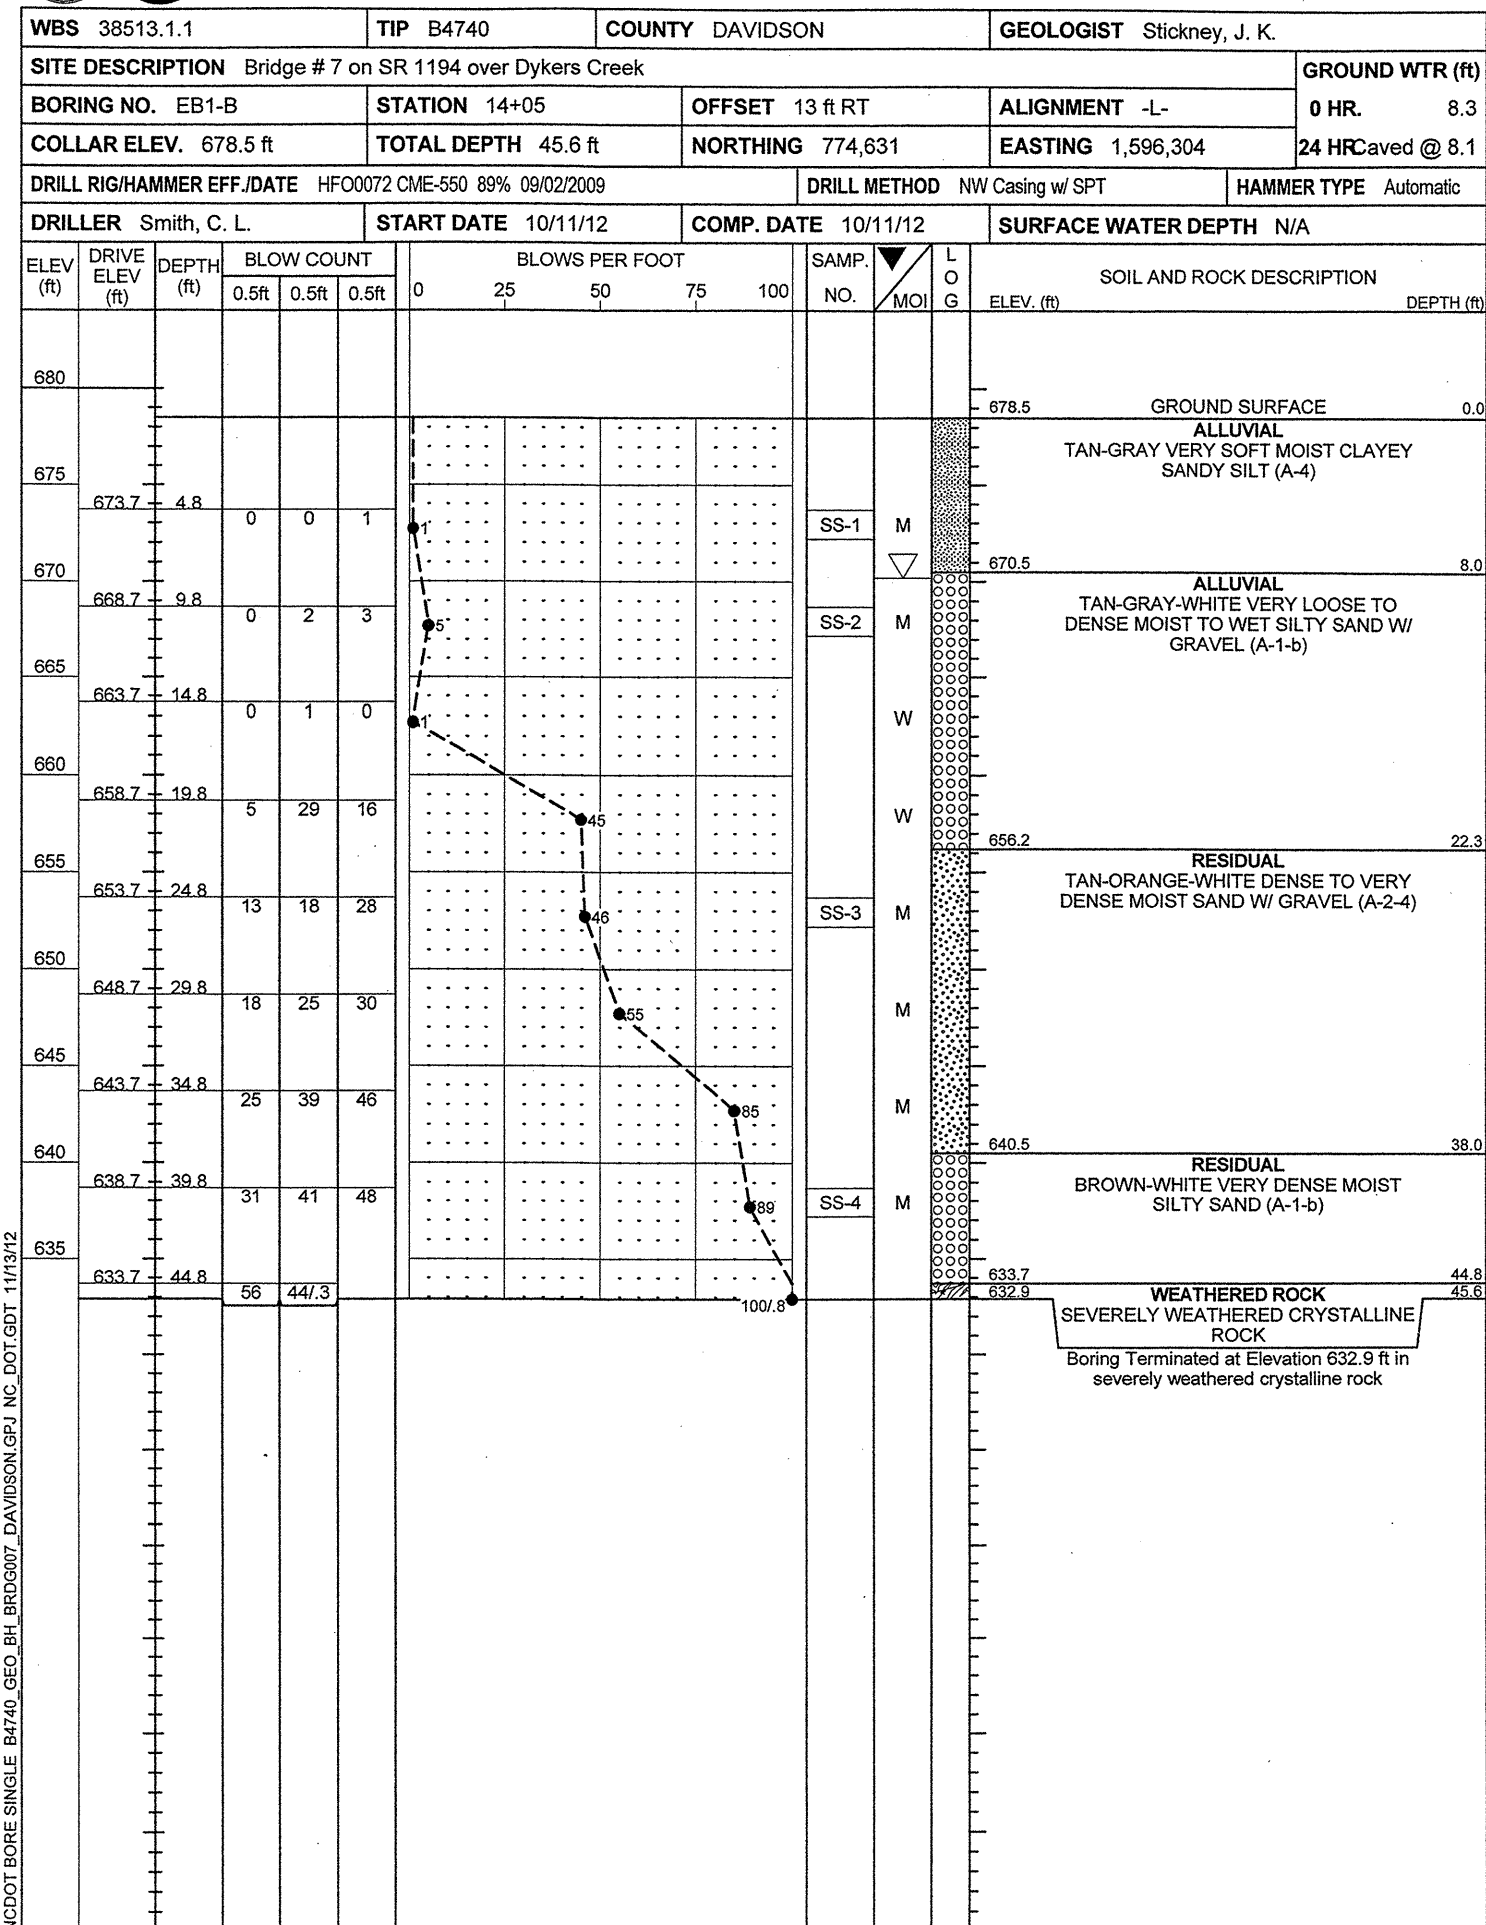 WBS 38513.1.1 TIP B4740 COUNTY DAVIDSON GEOLOGIST Stickney, J. K.
SITE DESCRIPTION Bridge # 7 on SR 1194 over Dykers Creek GROUND WTR (ft)
BORING NO. EB1-B STATION 14+05 OFFSET 13 ft RT ALIGNMENT -L- 0 HR. 8.3
COLLAR ELEV. 678.5 ft TOTAL DEPTH 45.6 ft NORTHING 774,631 EASTING 1,596,304 24 HR. Caved @ 8.1
DRILL RIG/HAMMER EFF./DATE HFO0072 CME-550 89% 09/02/2009 DRILL METHOD NW Casing w/ SPT HAMMER TYPE Automatic
DRILLER Smith, C. L. START DATE 10/11/12 COMP. DATE 10/11/12 SURFACE WATER DEPTH N/A
ELEV (ft) DRIVE ELEV (ft) DEPTH (ft) BLOW COUNT BLOWS PER FOOT SAMP. NO. MOI LOG SOIL AND ROCK DESCRIPTION
0.5ft 0.5ft 0.5ft 0 25 50 75 100 ELEV. (ft) DEPTH (ft)
680
678.5 GROUND SURFACE 0.0
ALLUVIAL
TAN-GRAY VERY SOFT MOIST CLAYEY
SANDY SILT (A-4)
675
673.7 4.8
0 0 1 1 SS-1 M
670.5 8.0
670
ALLUVIAL
TAN-GRAY-WHITE VERY LOOSE TO
DENSE MOIST TO WET SILTY SAND W/
GRAVEL (A-1-b)
668.7 9.8
0 2 3 5 SS-2 M
665
663.7 14.8
0 1 0 1 W
660
658.7 19.8
5 29 16 45 W
656.2 22.3
655
RESIDUAL
TAN-ORANGE-WHITE DENSE TO VERY
DENSE MOIST SAND W/ GRAVEL (A-2-4)
653.7 24.8
13 18 28 46 SS-3 M
650
648.7 29.8
18 25 30 55 M
645
643.7 34.8
25 39 46 85 M
640.5 38.0
640
RESIDUAL
BROWN-WHITE VERY DENSE MOIST
SILTY SAND (A-1-b)
638.7 39.8
31 41 48 89 SS-4 M
635
633.7 44.8 633.7 44.8
56 44/.3 100/.8 632.9 WEATHERED ROCK 45.6
SEVERELY WEATHERED CRYSTALLINE
ROCK
Boring Terminated at Elevation 632.9 ft in
severely weathered crystalline rock
NCDOT BORE SINGLE B4740_GEO_BH_BRDG007_DAVIDSON.GPJ NC_DOT.GDT 11/13/12